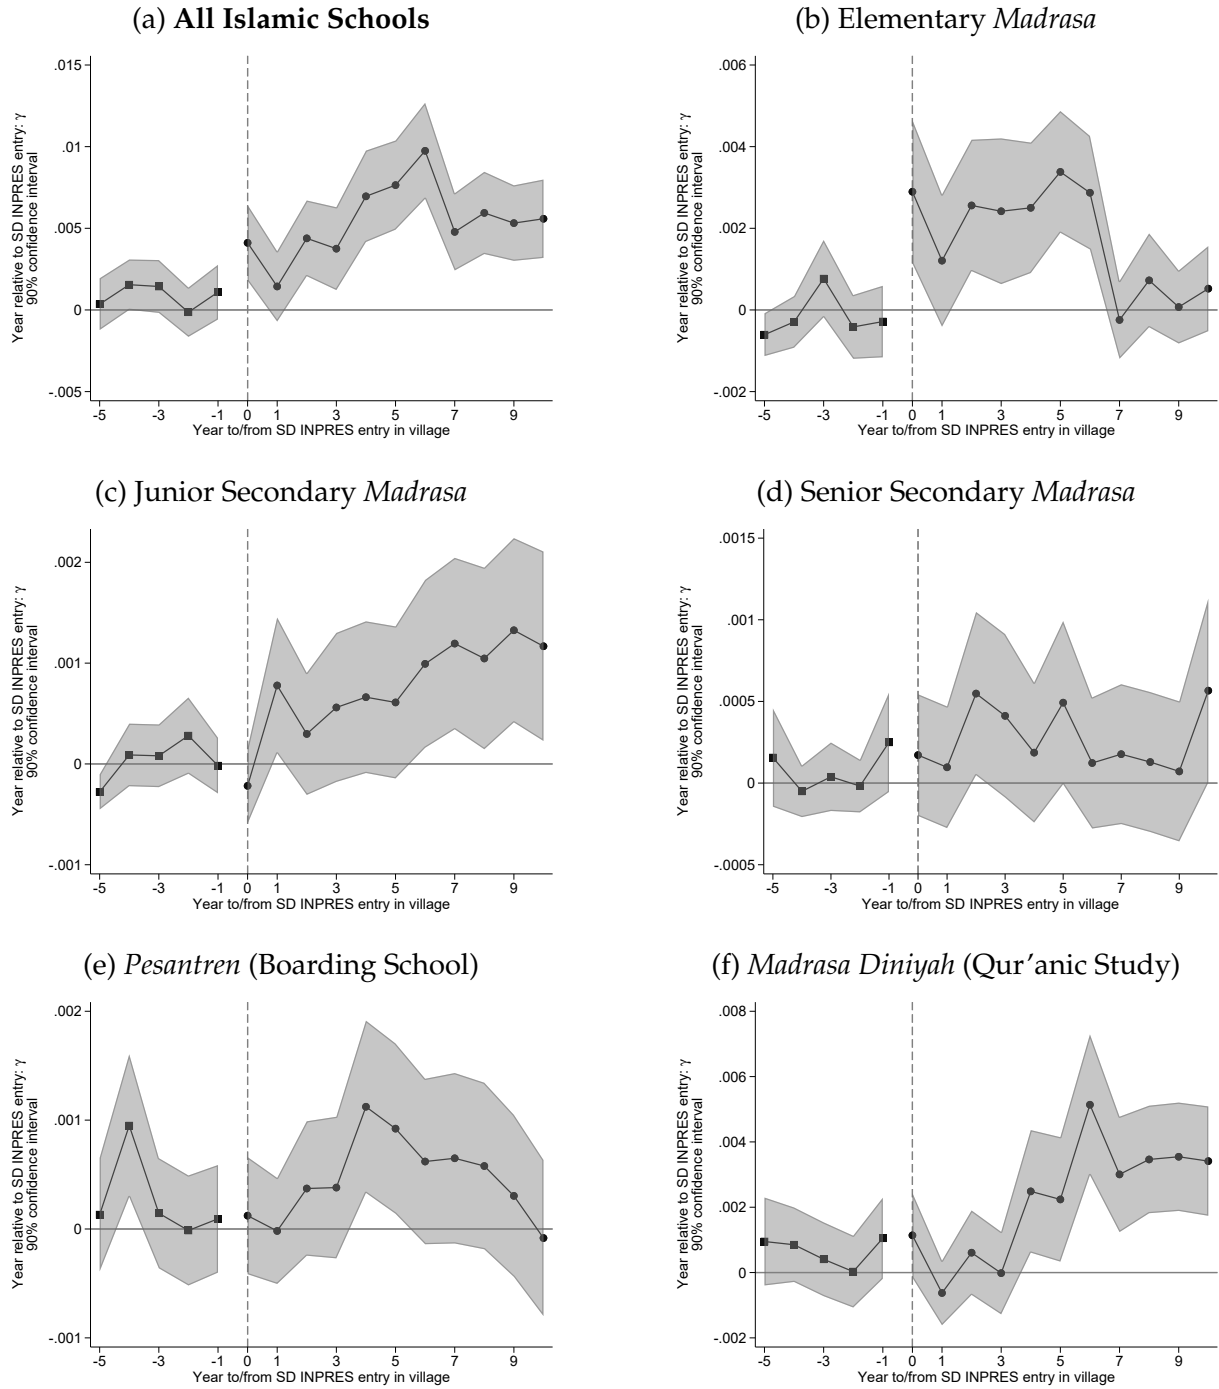 (a) All Islamic Schools
.015
.01
.005
0
-.005
Year relative to SD INPRES entry: γ
90% confidence interval
-5 -3 -1 0 1 3 5 7 9
Year to/from SD INPRES entry in village
(b) Elementary Madrasa
.006
.004
.002
0
-.002
Year relative to SD INPRES entry: γ
90% confidence interval
-5 -3 -1 0 1 3 5 7 9
Year to/from SD INPRES entry in village
(c) Junior Secondary Madrasa
.002
.001
0
-.001
Year relative to SD INPRES entry: γ
90% confidence interval
-5 -3 -1 0 1 3 5 7 9
Year to/from SD INPRES entry in village
(d) Senior Secondary Madrasa
.0015
.001
.0005
0
-.0005
Year relative to SD INPRES entry: γ
90% confidence interval
-5 -3 -1 0 1 3 5 7 9
Year to/from SD INPRES entry in village
(e) Pesantren (Boarding School)
.002
.001
0
-.001
Year relative to SD INPRES entry: γ
90% confidence interval
-5 -3 -1 0 1 3 5 7 9
Year to/from SD INPRES entry in village
(f) Madrasa Diniyah (Qur'anic Study)
.008
.006
.004
.002
0
-.002
Year relative to SD INPRES entry: γ
90% confidence interval
-5 -3 -1 0 1 3 5 7 9
Year to/from SD INPRES entry in village